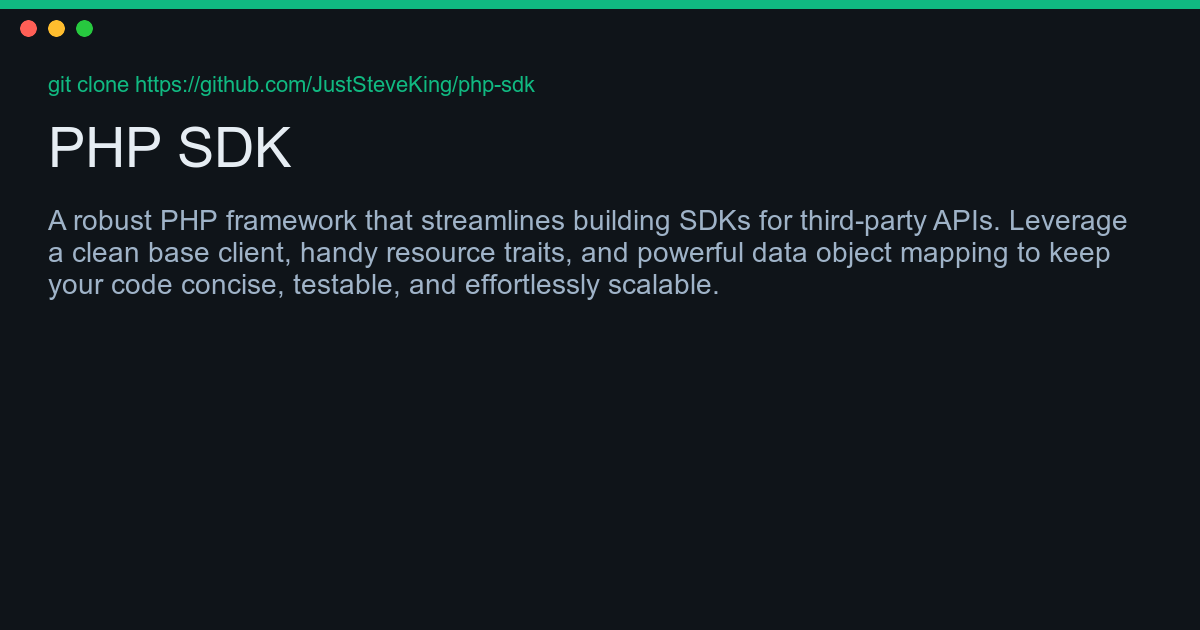 git clone https://github.com/JustSteveKing/php-sdk
PHP SDK
A robust PHP framework that streamlines building SDKs for third-party APIs. Leverage
a clean base client, handy resource traits, and powerful data object mapping to keep
your code concise, testable, and effortlessly scalable.